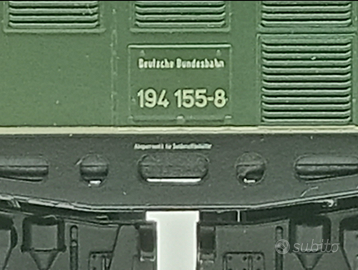 Deutsche Bundesbahn
194 155-8
subito